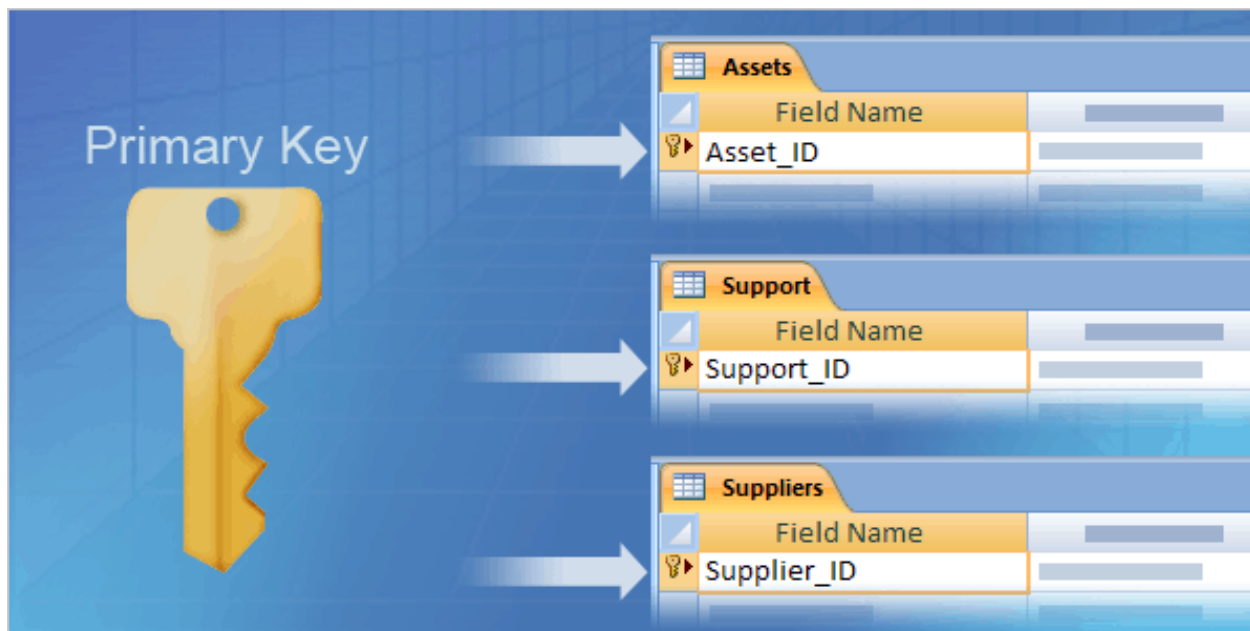 Primary Key
Assets
Field Name
Asset_ID
Support
Field Name
Support_ID
Suppliers
Field Name
Supplier_ID